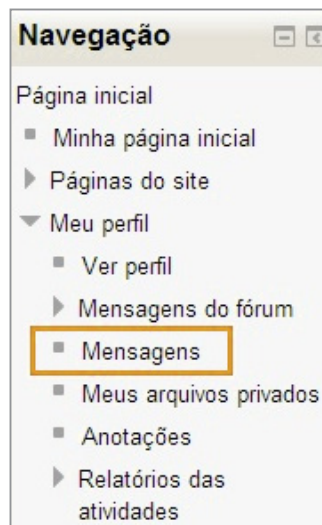 Navegação
Página inicial
Minha página inicial
Páginas do site
Meu perfil
Ver perfil
Mensagens do fórum
Mensagens
Meus arquivos privados
Anotações
Relatórios das
atividades